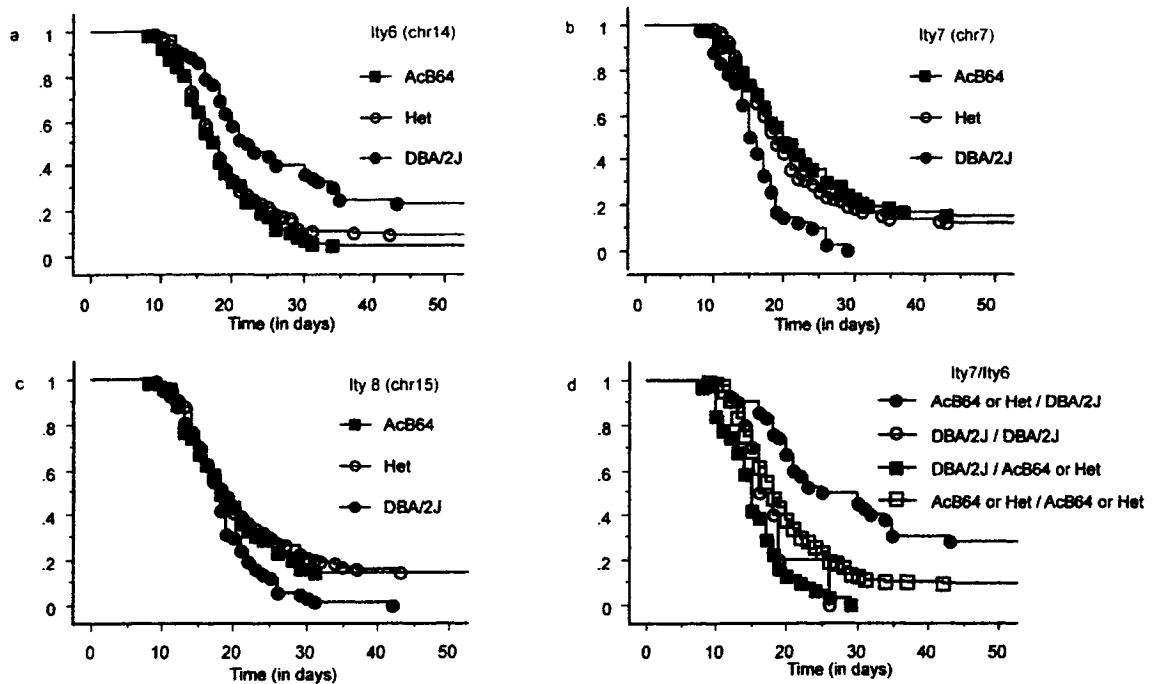 a
Ity6 (chr14)
AcB64
Het
DBA/2J
1
.8
.6
.4
.2
0
0 10 20 30 40 50
Time (in days)
b
Ity7 (chr7)
AcB64
Het
DBA/2J
1
.8
.6
.4
.2
0
0 10 20 30 40 50
Time (in days)
c
Ity 8 (chr15)
AcB64
Het
DBA/2J
1
.8
.6
.4
.2
0
0 10 20 30 40 50
Time (in days)
d
Ity7/Ity6
AcB64 or Het / DBA/2J
DBA/2J / DBA/2J
DBA/2J / AcB64 or Het
AcB64 or Het / AcB64 or Het
1
.8
.6
.4
.2
0
0 10 20 30 40 50
Time (in days)